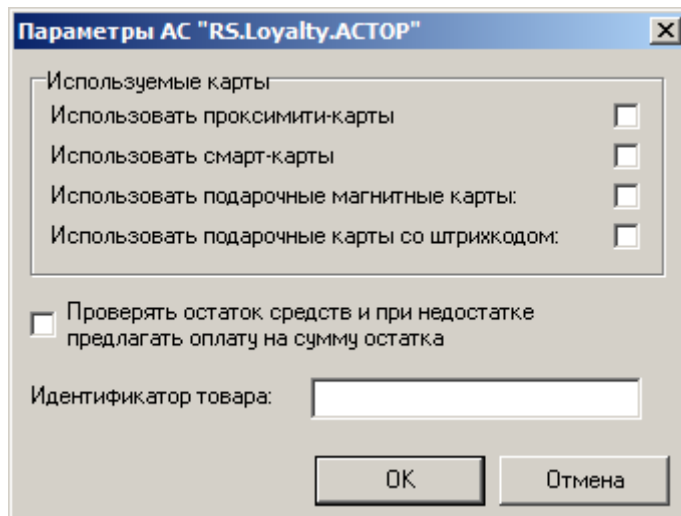 Параметры АС "RS.Loyalty.АСТОР"
Используемые карты
Использовать проксимити-карты
Использовать смарт-карты
Использовать подарочные магнитные карты:
Использовать подарочные карты со штрихкодом:
Проверять остаток средств и при недостатке
предлагать оплату на сумму остатка
Идентификатор товара:
OK
Отмена